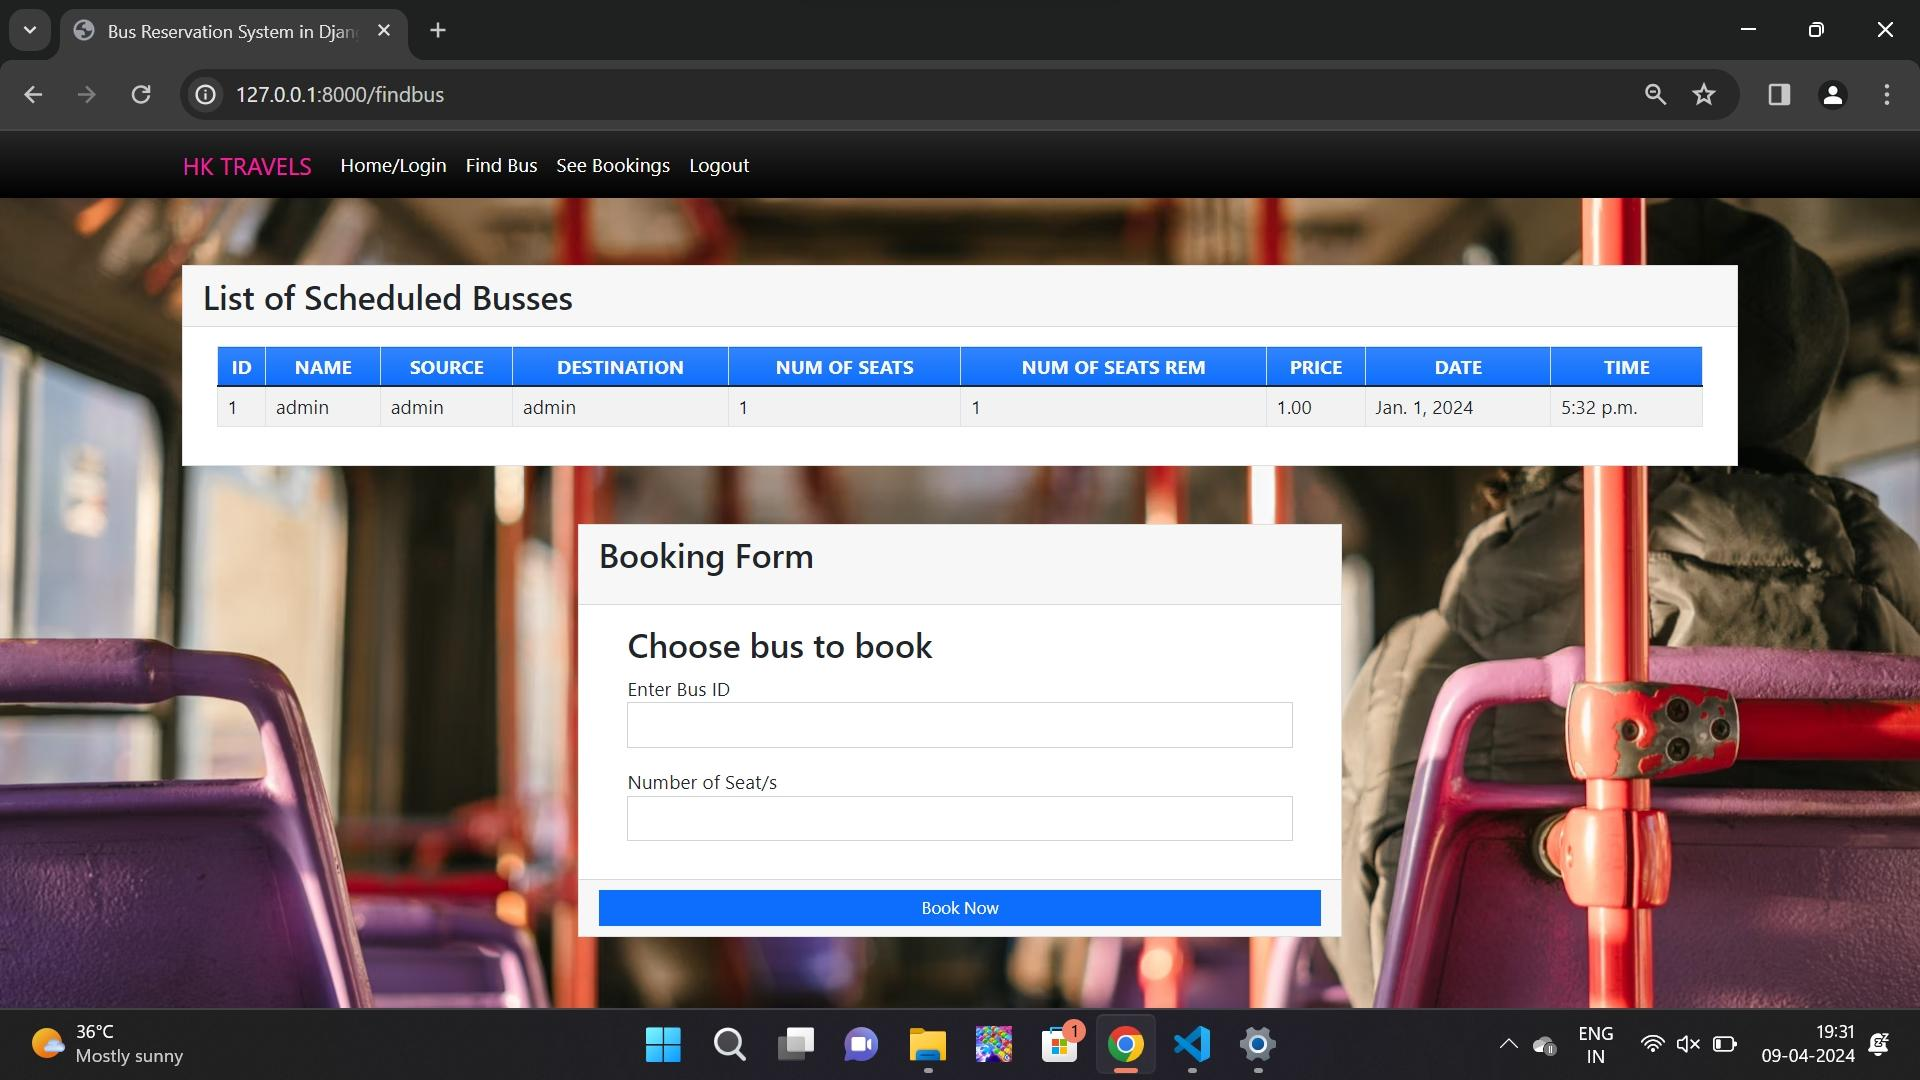 Bus Reservation System in Djan
127.0.0.1:8000/findbus
HK TRAVELS Home/Login Find Bus See Bookings Logout
List of Scheduled Busses
ID NAME SOURCE DESTINATION NUM OF SEATS NUM OF SEATS REM PRICE DATE TIME
1 admin admin admin 1 1 1.00 Jan. 1, 2024 5:32 p.m.
Booking Form
Choose bus to book
Enter Bus ID
Number of Seat/s
Book Now
36°C
Mostly sunny
1
ENG
IN
19:31
09-04-2024